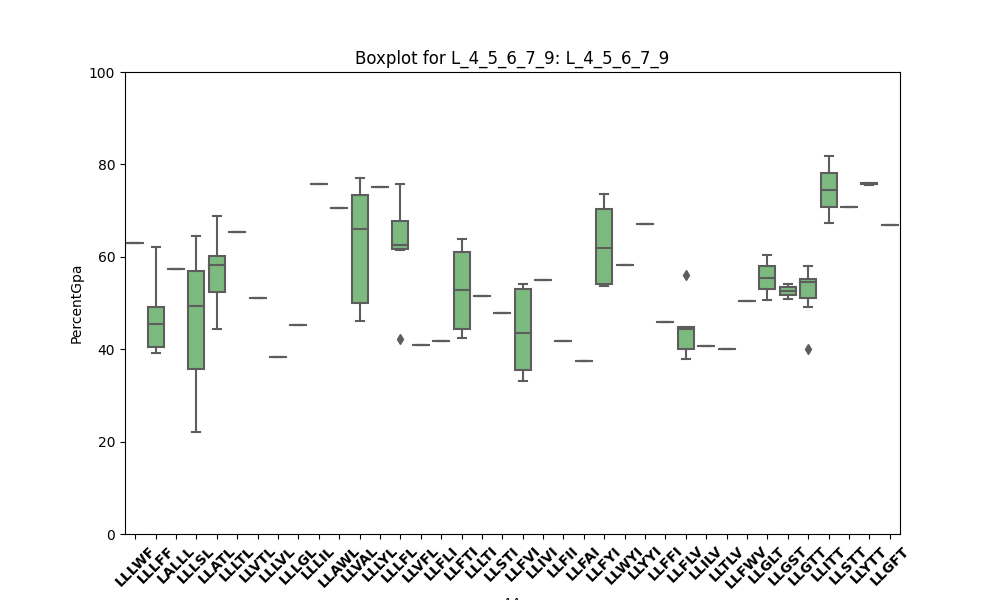 Boxplot for L_4_5_6_7_9: L_4_5_6_7_9
PercentGpa
100
80
60
40
20
0
LLLWF
LLLFF
LALLL
LLLSL
LLATL
LLLTL
LLVTL
LLLVL
LLLGL
LLLIL
LLAWL
LLVAL
LLLYL
LLLFL
LLVFL
LLFLI
LLFTI
LLLTI
LLSTI
LLFVI
LLIVI
LLFII
LLFAI
LLFYI
LLWYI
LLYYI
LLFFI
LLFLV
LLILV
LLTLV
LLFWV
LLGLT
LLGST
LLGTT
LLITT
LLSTT
LLYTT
LLGFT